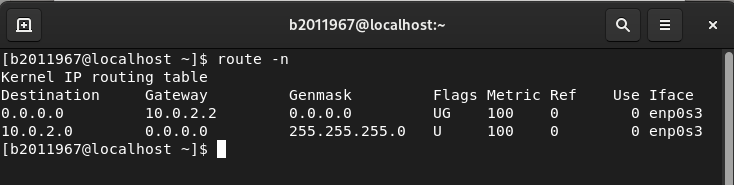 b2011967@localhost:~
[b2011967@localhost ~]$ route -n
Kernel IP routing table
Destination     Gateway         Genmask         Flags Metric Ref    Use Iface
0.0.0.0         10.0.2.2        0.0.0.0         UG    100    0        0 enp0s3
10.0.2.0        0.0.0.0         255.255.255.0   U     100    0        0 enp0s3
[b2011967@localhost ~]$